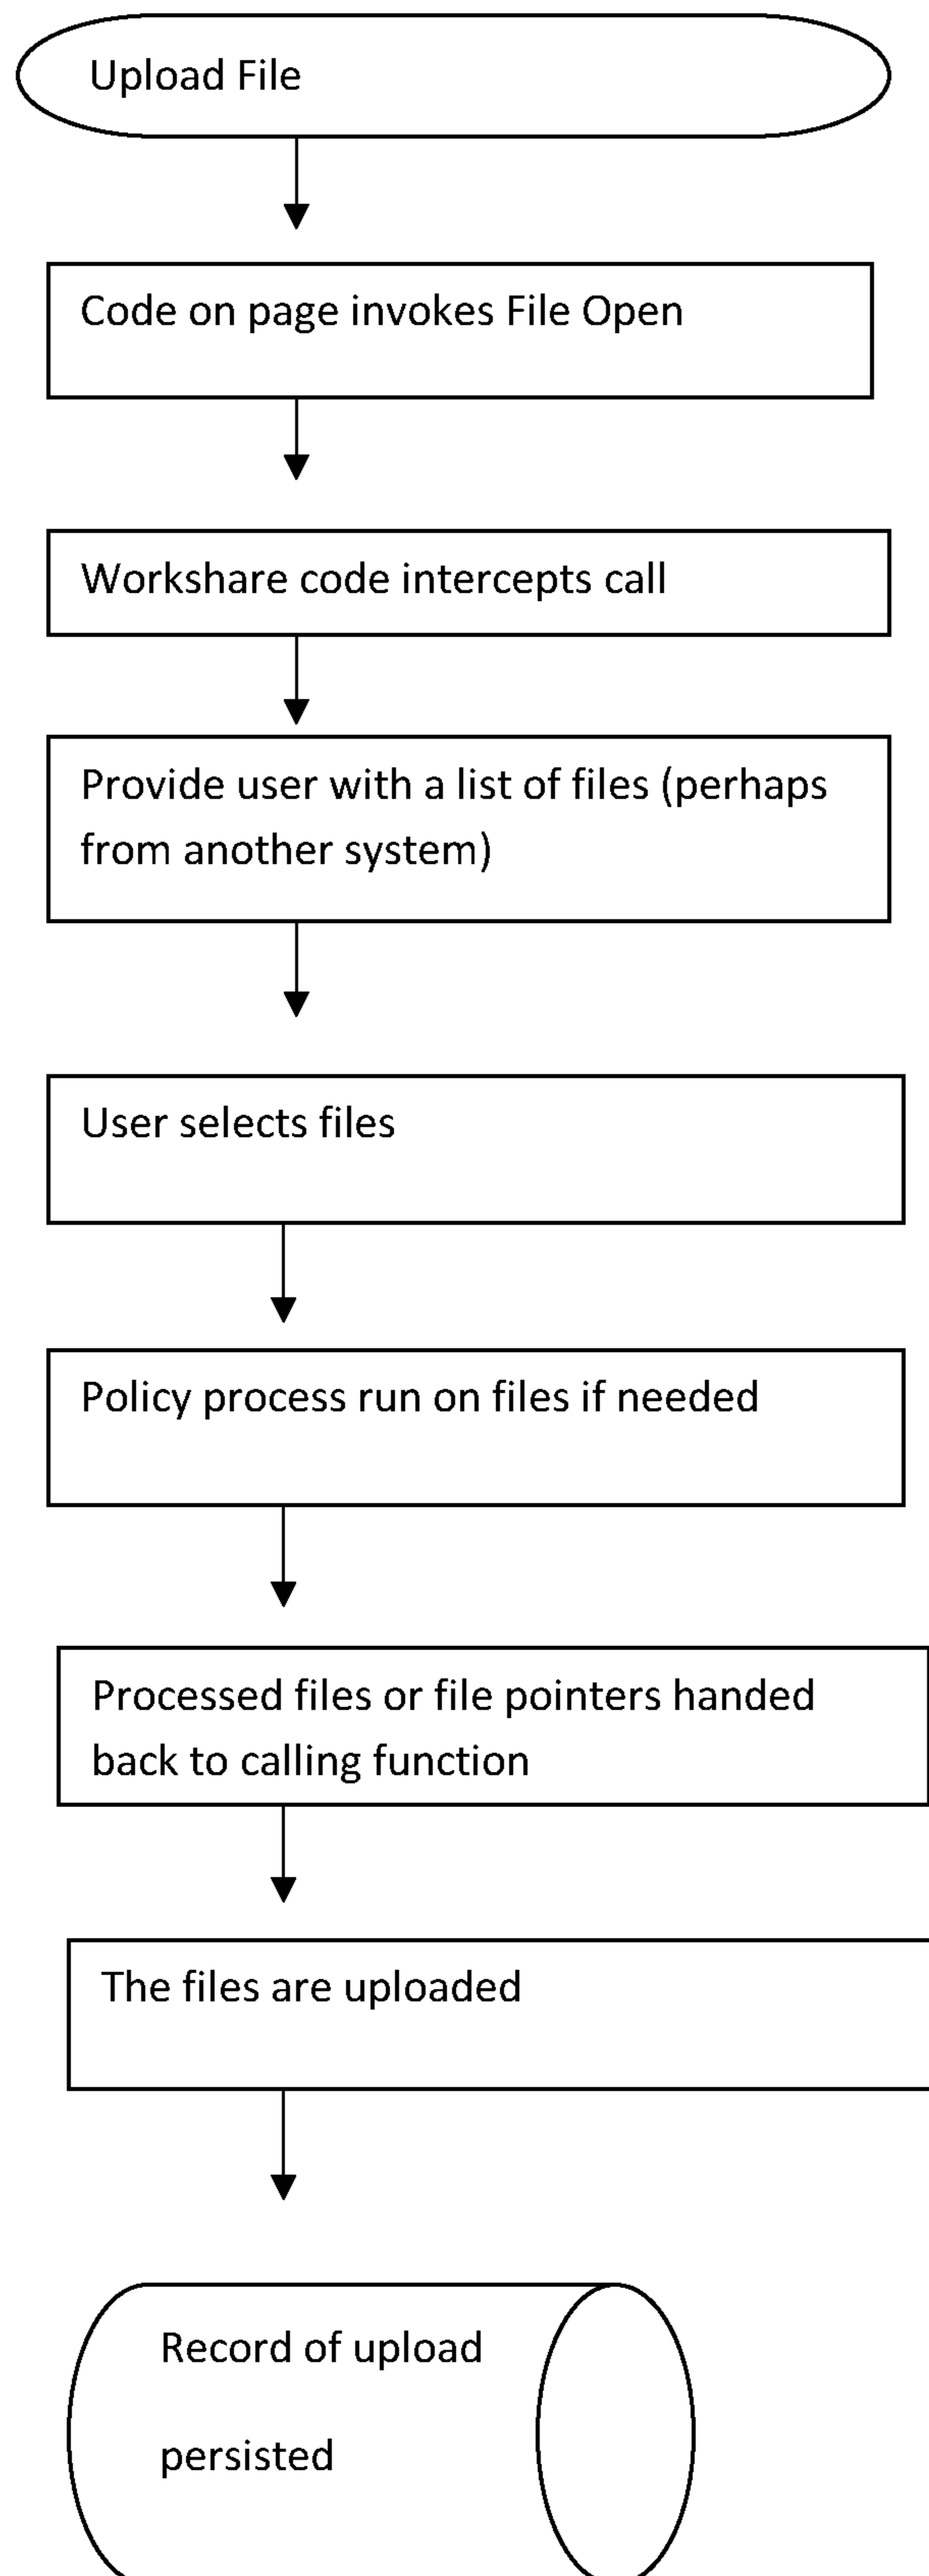 Upload File
Code on page invokes File Open
Workshare code intercepts call
Provide user with a list of files (perhaps
from another system)
User selects files
Policy process run on files if needed
Processed files or file pointers handed
back to calling function
The files are uploaded
Record of upload
persisted